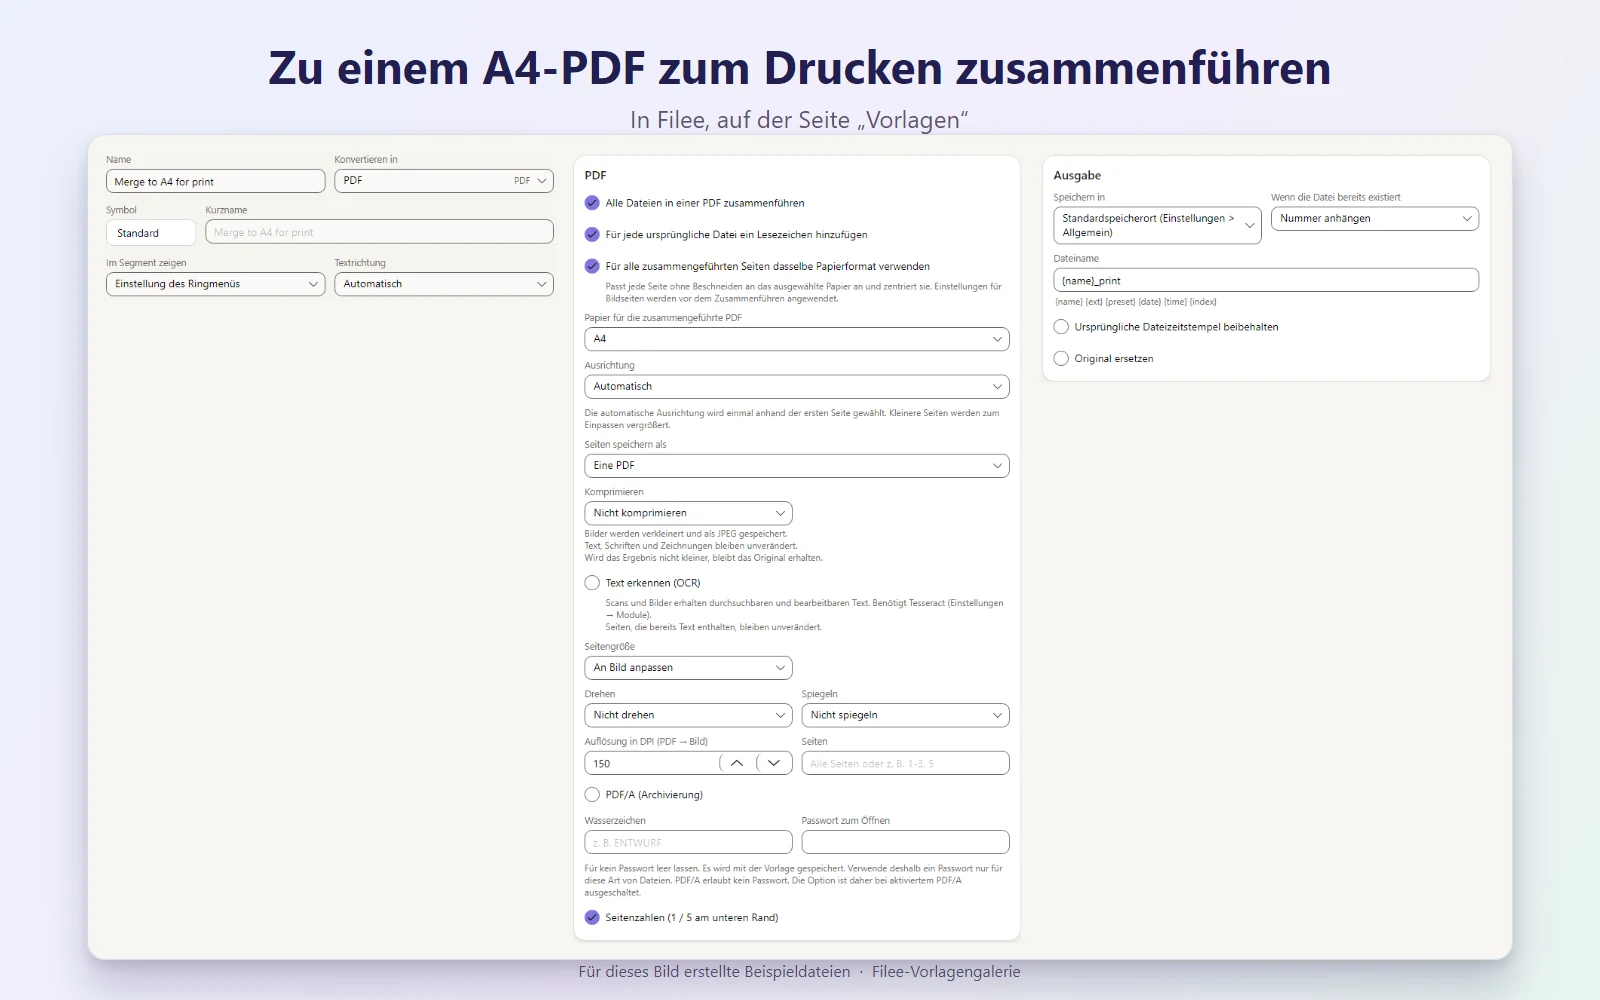 Zu einem A4-PDF zum Drucken zusammenführen
In Filee, auf der Seite „Vorlagen“
Name
Konvertieren in
Merge to A4 for print
PDF
PDF
Symbol
Kurzname
Standard
Merge to A4 for print
Im Segment zeigen
Textrichtung
Einstellung des Ringmenüs
Automatisch
PDF
Alle Dateien in einer PDF zusammenführen
Für jede ursprüngliche Datei ein Lesezeichen hinzufügen
Für alle zusammengeführten Seiten dasselbe Papierformat verwenden
Passt jede Seite ohne Beschneiden an das ausgewählte Papier an und zentriert sie. Einstellungen für
Bildseiten werden vor dem Zusammenführen angewendet.
Papier für die zusammengeführte PDF
A4
Ausrichtung
Automatisch
Die automatische Ausrichtung wird einmal anhand der ersten Seite gewählt. Kleinere Seiten werden zum
Einpassen vergrößert.
Seiten speichern als
Eine PDF
Komprimieren
Nicht komprimieren
Bilder werden verkleinert und als JPEG gespeichert.
Text, Schriften und Zeichnungen bleiben unverändert.
Wird das Ergebnis nicht kleiner, bleibt das Original erhalten.
Text erkennen (OCR)
Scans und Bilder erhalten durchsuchbaren und bearbeitbaren Text. Benötigt Tesseract (Einstellungen
→ Module).
Seiten, die bereits Text enthalten, bleiben unverändert.
Seitengröße
An Bild anpassen
Drehen
Spiegeln
Nicht drehen
Nicht spiegeln
Auflösung in DPI (PDF → Bild)
Seiten
150
Alle Seiten oder z. B. 1-3, 5
PDF/A (Archivierung)
Wasserzeichen
Passwort zum Öffnen
z. B. ENTWURF
Für kein Passwort leer lassen. Es wird mit der Vorlage gespeichert. Verwende deshalb ein Passwort nur für
diese Art von Dateien. PDF/A erlaubt kein Passwort. Die Option ist daher bei aktiviertem PDF/A
ausgeschaltet.
Seitenzahlen (1 / 5 am unteren Rand)
Ausgabe
Speichern in
Wenn die Datei bereits existiert
Standardspeicherort (Einstellungen >
Allgemein)
Nummer anhängen
Dateiname
{name}_print
{name} {ext} {preset} {date} {time} {index}
Ursprüngliche Dateizeitstempel beibehalten
Original ersetzen
Für dieses Bild erstellte Beispieldateien · Filee-Vorlagengalerie